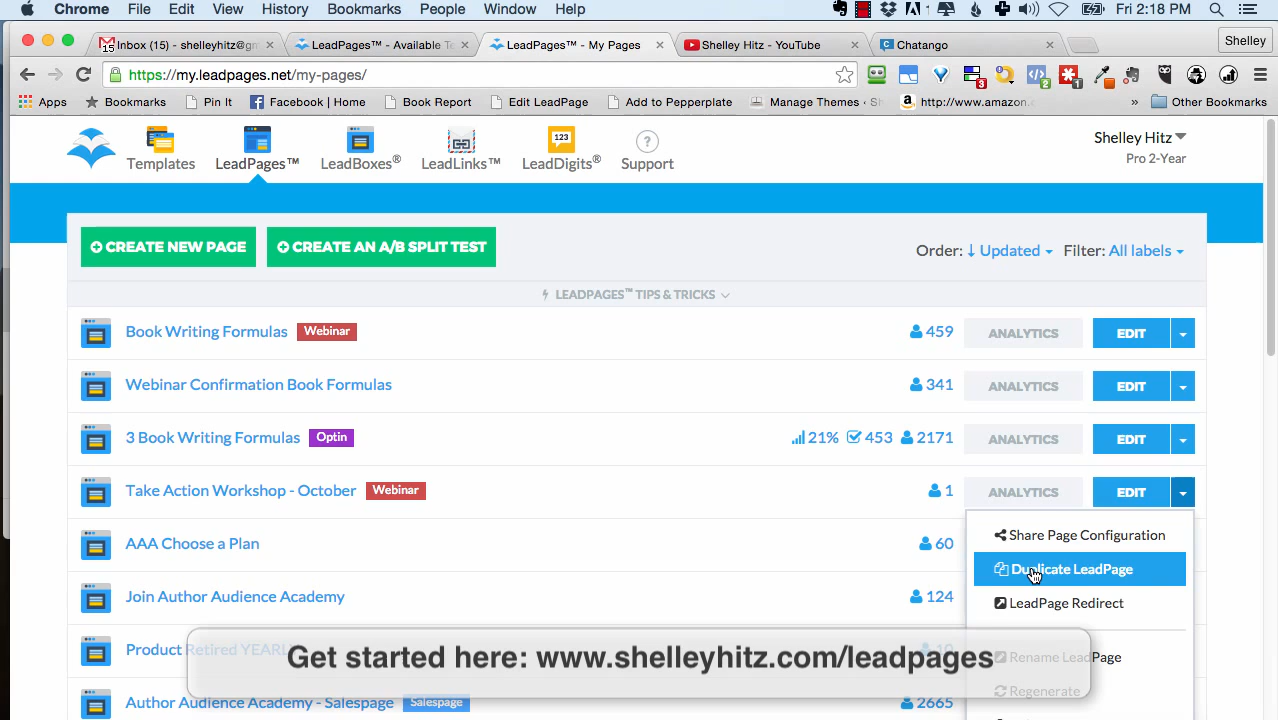 Chrome File Edit View History Bookmarks People Window Help Fri 2:18 PM
15 Inbox (15) - shelleyhitz@gm LeadPages™ - Available Te LeadPages™ - My Pages Shelley Hitz - YouTube Chatango Shelley
https://my.leadpages.net/my-pages/ 3 2 1
Apps Bookmarks Pin It Facebook | Home Book Report Edit LeadPage Add to Pepperpla Manage Themes ‹ http://www.amazon. » Other Bookmarks
Templates LeadPages™ LeadBoxes® LeadLinks™ 123 LeadDigits® ? Support
Shelley Hitz
Pro 2-Year
CREATE NEW PAGE CREATE AN A/B SPLIT TEST Order: ↓ Updated Filter: All labels
LEADPAGES™ TIPS & TRICKS
Book Writing Formulas Webinar 459 ANALYTICS EDIT
Webinar Confirmation Book Formulas 341 ANALYTICS EDIT
3 Book Writing Formulas Optin 21% 453 2171 ANALYTICS EDIT
Take Action Workshop - October Webinar 1 ANALYTICS EDIT
Share Page Configuration
AAA Choose a Plan 60
Duplicate LeadPage
Join Author Audience Academy 124
LeadPage Redirect
Product Retired
Get started here: www.shelleyhitz.com/leadpages
Rename LeadPage
Regenerate
Author Audience Academy - Salespage Salespage 2665